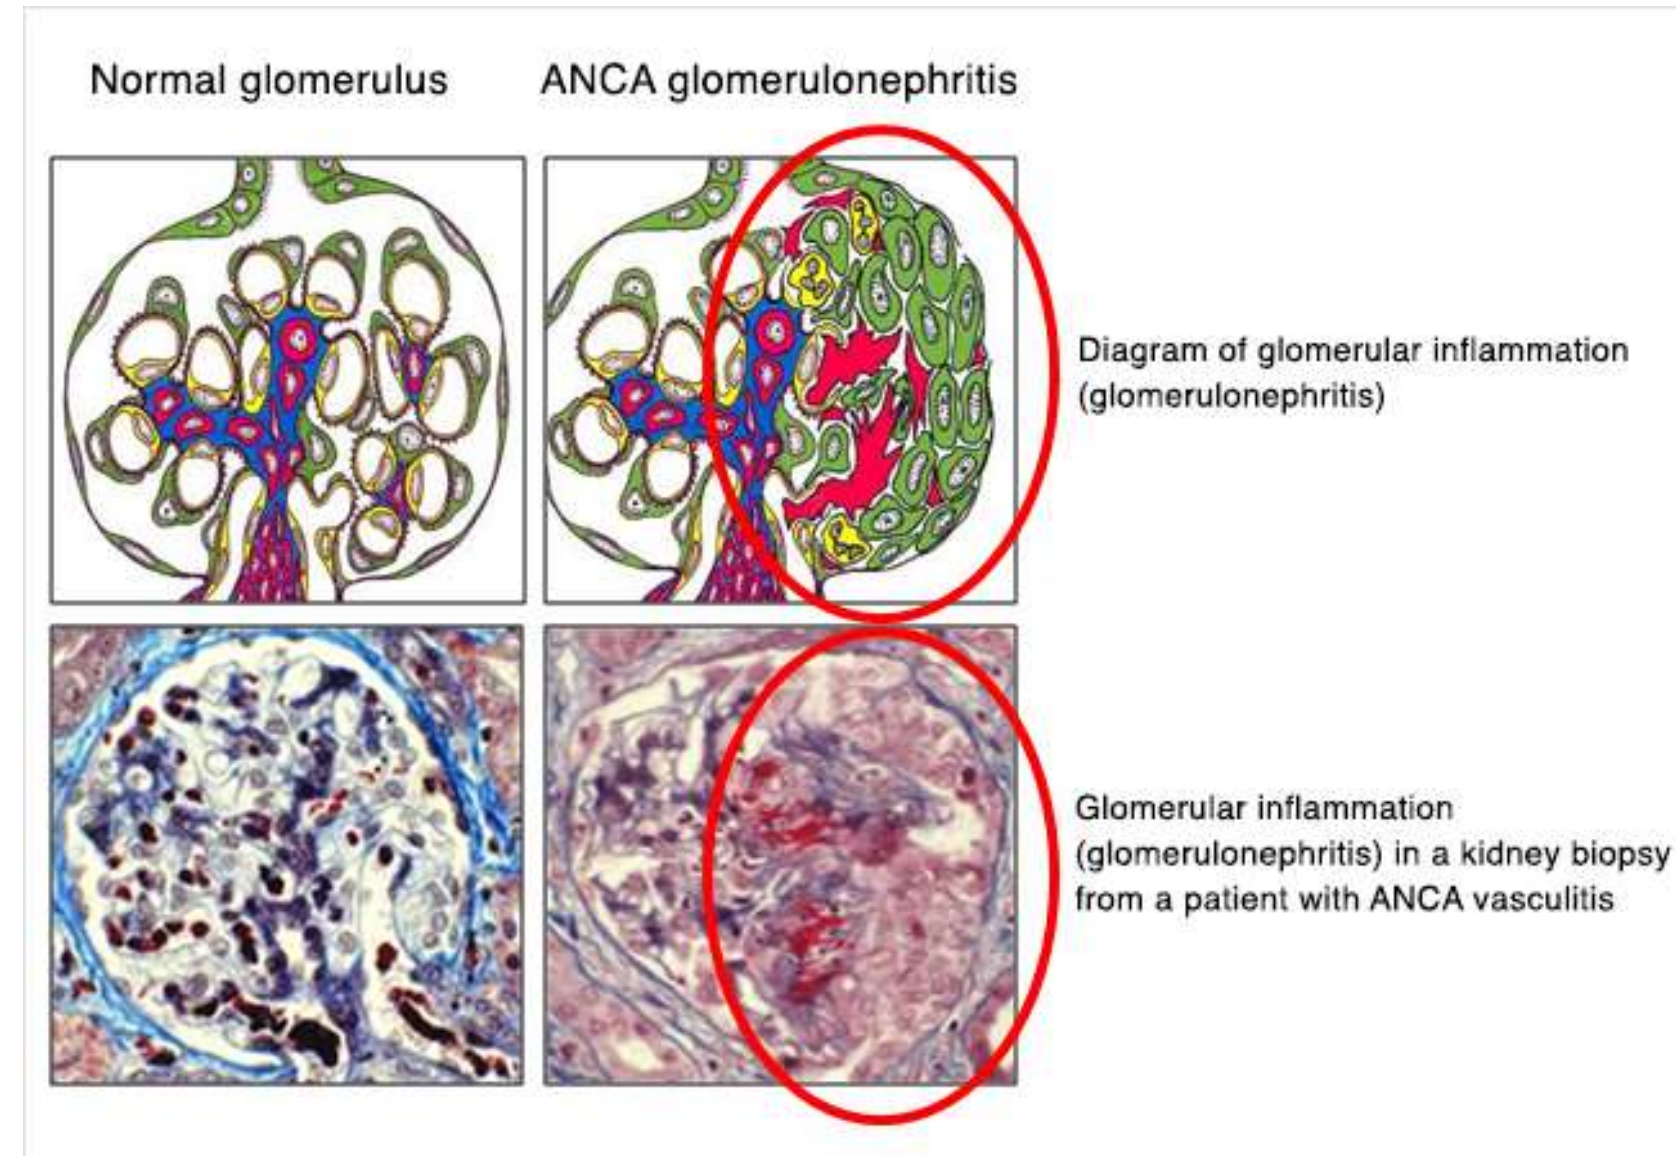 Normal glomerulus
ANCA glomerulonephritis
Diagram of glomerular inflammation
(glomerulonephritis)
Glomerular inflammation
(glomerulonephritis) in a kidney biopsy
from a patient with ANCA vasculitis